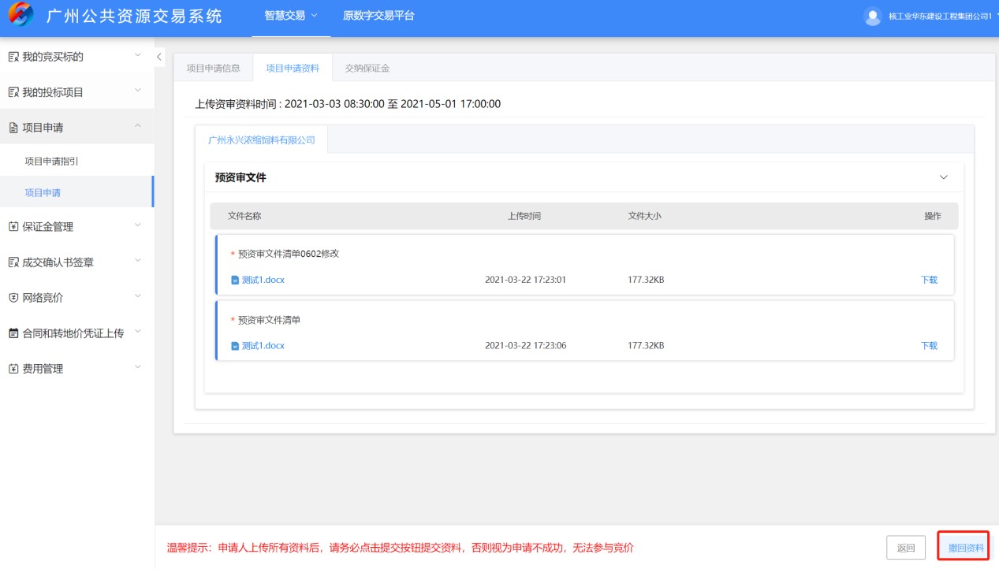 广州公共资源交易系统
智慧交易
原数字交易平台
核工业华东建设工程集团公司1
我的竞买标的
我的投标项目
项目申请
项目申请指引
项目申请
保证金管理
成交确认书签章
网络竞价
合同和转地价凭证上传
费用管理
项目申请信息
项目申请资料
交纳保证金
上传资审资料时间 : 2021-03-03 08:30:00 至 2021-05-01 17:00:00
广州永兴浓缩饲料有限公司
预资审文件
文件名称 上传时间 文件大小 操作
* 预资审文件清单0602修改
测试1.docx 2021-03-22 17:23:01 177.32KB 下载
* 预资审文件清单
测试1.docx 2021-03-22 17:23:06 177.32KB 下载
温馨提示：申请人上传所有资料后，请务必点击提交按钮提交资料，否则视为申请不成功，无法参与竞价
返回
撤回资料